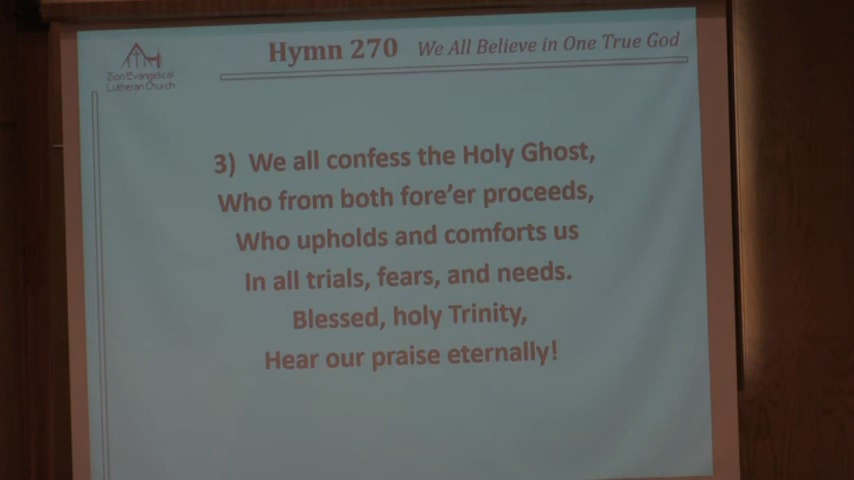 Hymn 270 We All Believe in One True God
Zion Evangelical
Lutheran Church
3) We all confess the Holy Ghost,
Who from both fore'er proceeds,
Who upholds and comforts us
In all trials, fears, and needs.
Blessed, holy Trinity,
Hear our praise eternally!